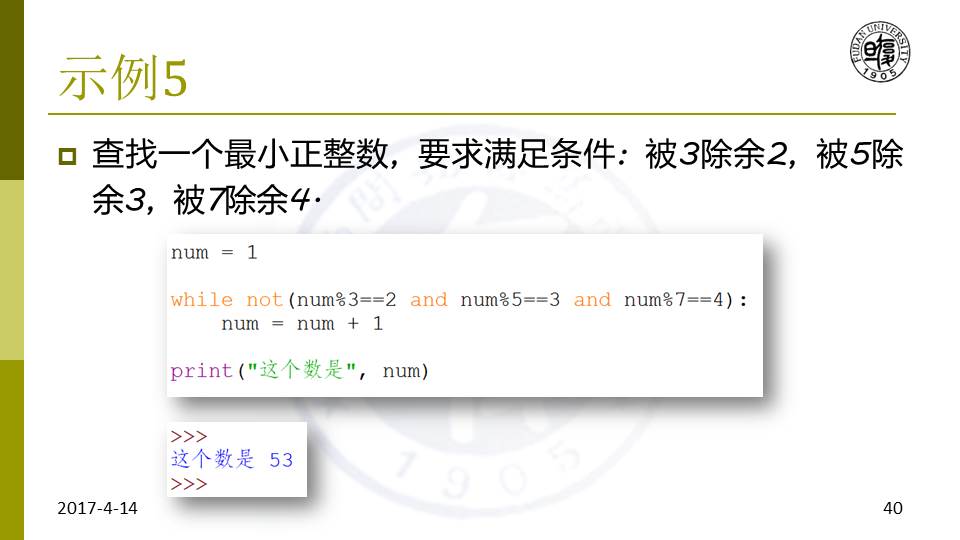 示例5
FUDAN UNIVERSITY
1905
查找一个最小正整数，要求满足条件：被3除余2，被5除
余3，被7除余4.
num = 1
while not(num%3==2 and num%5==3 and num%7==4):
    num = num + 1
print("这个数是", num)
>>>
这个数是 53
>>>
1905
2017-4-14
40